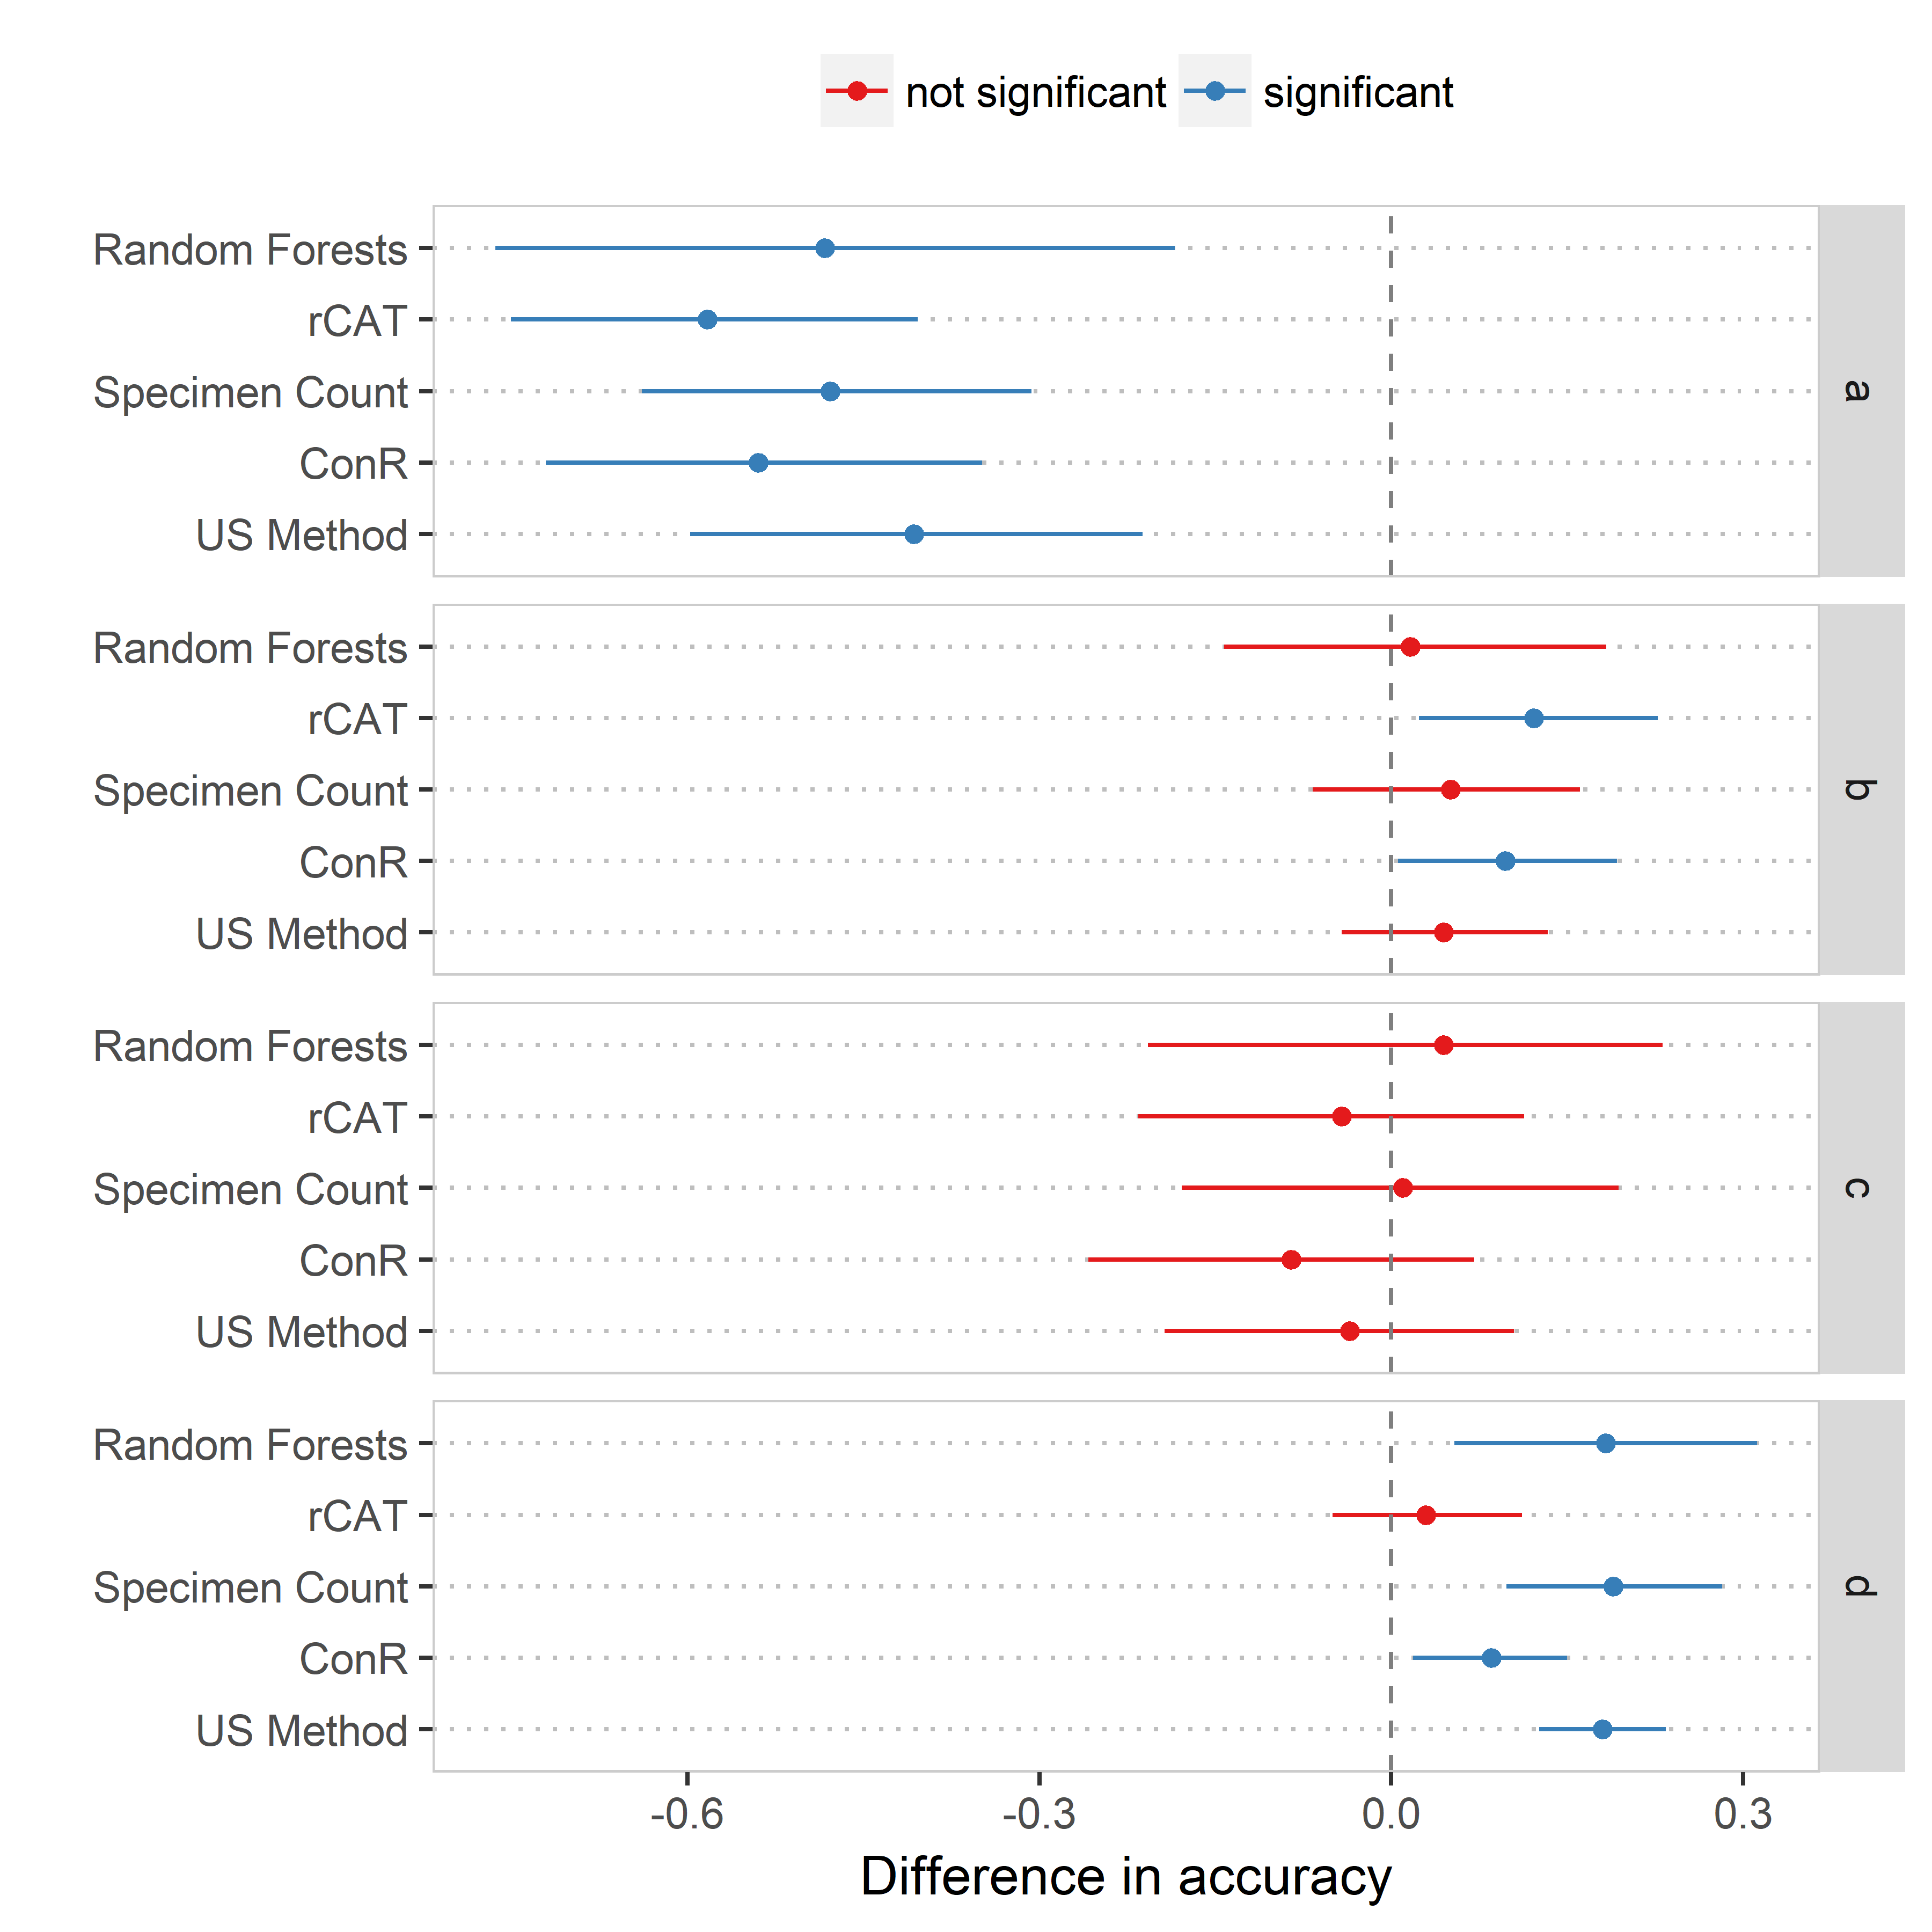 not significant significant
Random Forests
rCAT
Specimen Count
ConR
US Method
a
Random Forests
rCAT
Specimen Count
ConR
US Method
b
Random Forests
rCAT
Specimen Count
ConR
US Method
c
Random Forests
rCAT
Specimen Count
ConR
US Method
d
-0.6 -0.3 0.0 0.3
Difference in accuracy